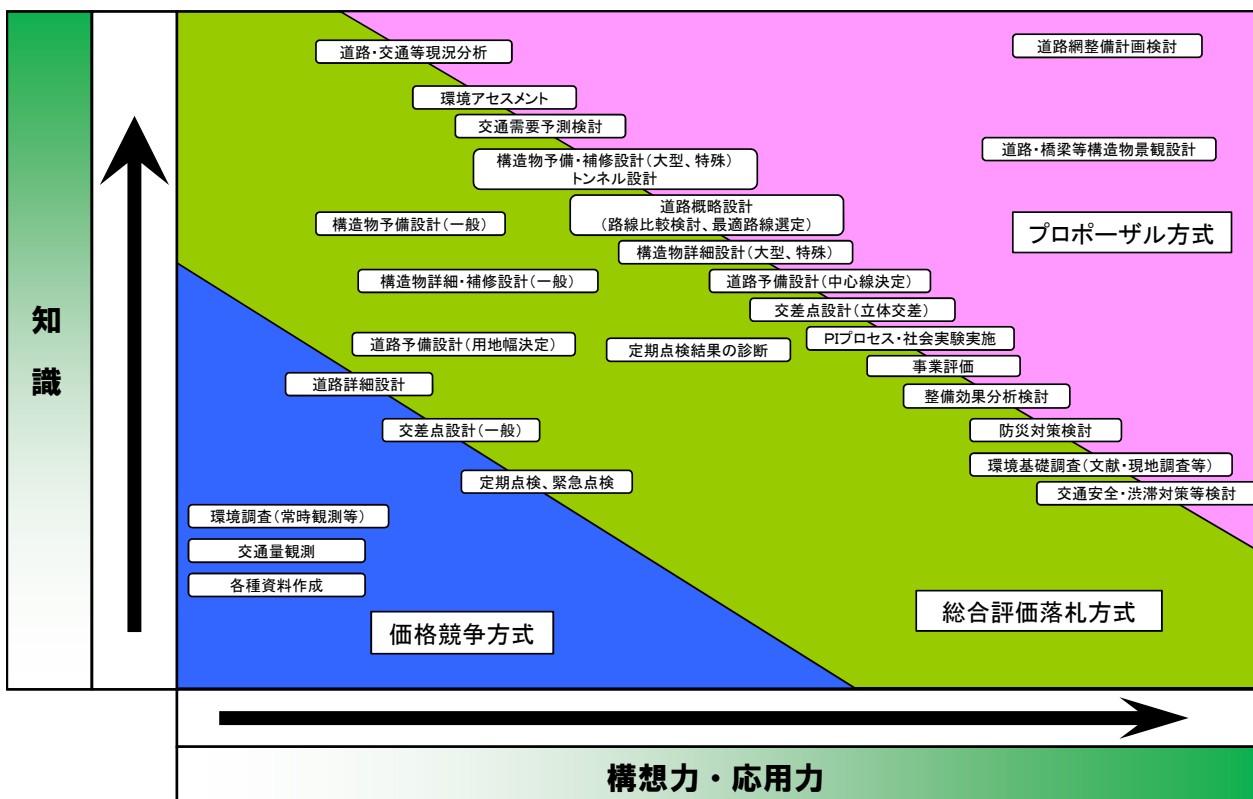 道路・交通等現況分析
道路網整備計画検討
環境アセスメント
交通需要予測検討
道路・橋梁等構造物景観設計
構造物予備・補修設計(大型、特殊)
トンネル設計
道路概略設計
(路線比較検討、最適路線選定)
構造物予備設計(一般)
プロポーザル方式
構造物詳細設計(大型、特殊)
構造物詳細・補修設計(一般)
道路予備設計(中心線決定)
交差点設計(立体交差)
知
識
PIプロセス・社会実験実施
道路予備設計(用地幅決定)
定期点検結果の診断
事業評価
道路詳細設計
整備効果分析検討
交差点設計(一般)
防災対策検討
環境基礎調査(文献・現地調査等)
定期点検、緊急点検
交通安全・渋滞対策等検討
環境調査(常時観測等)
交通量観測
各種資料作成
総合評価落札方式
価格競争方式
構想力・応用力